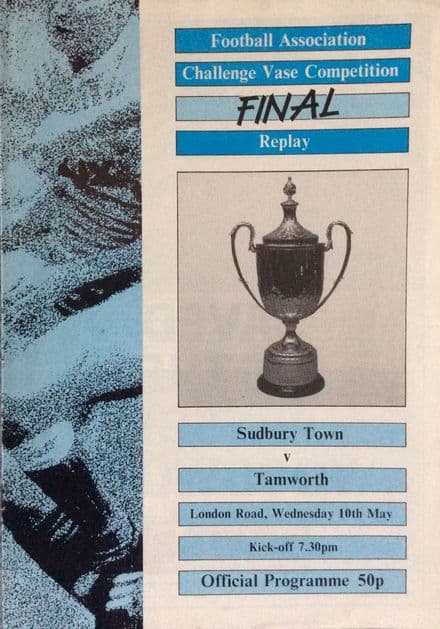 Football Association
Challenge Vase Competition
FINAL
Replay
Sudbury Town
v
Tamworth
London Road, Wednesday 10th May
Kick-off 7.30pm
Official Programme 50p